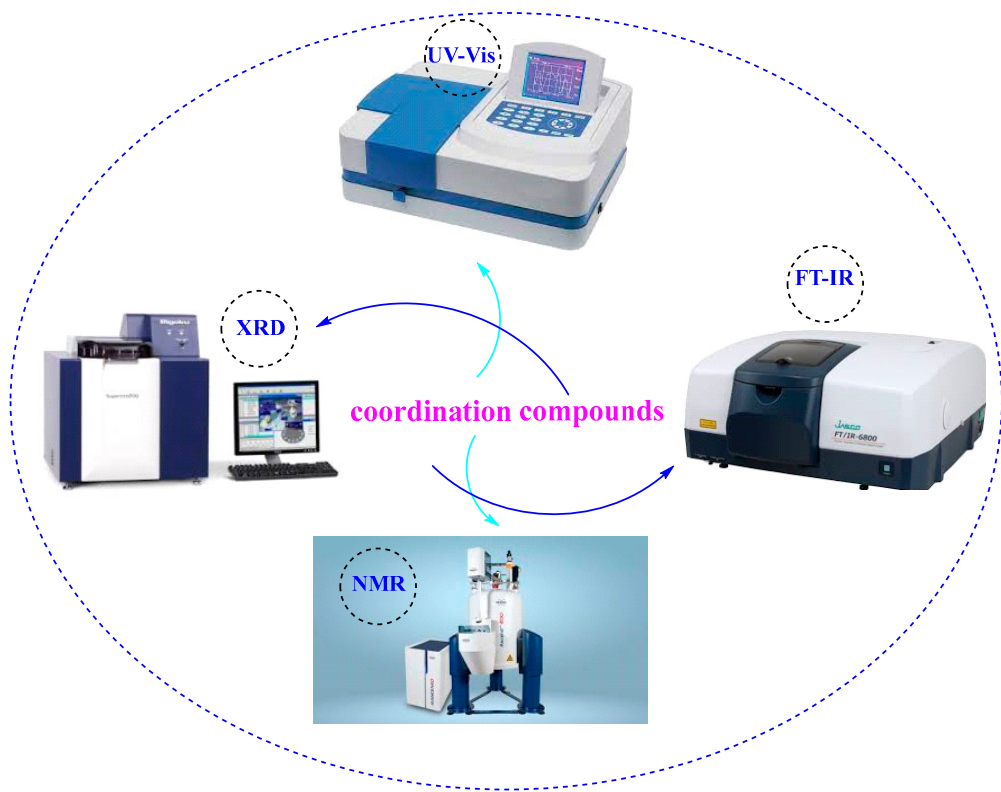 UV-Vis
FT-IR
XRD
Rigaku
coordination compounds
JASCO
FT/IR-6800
NMR